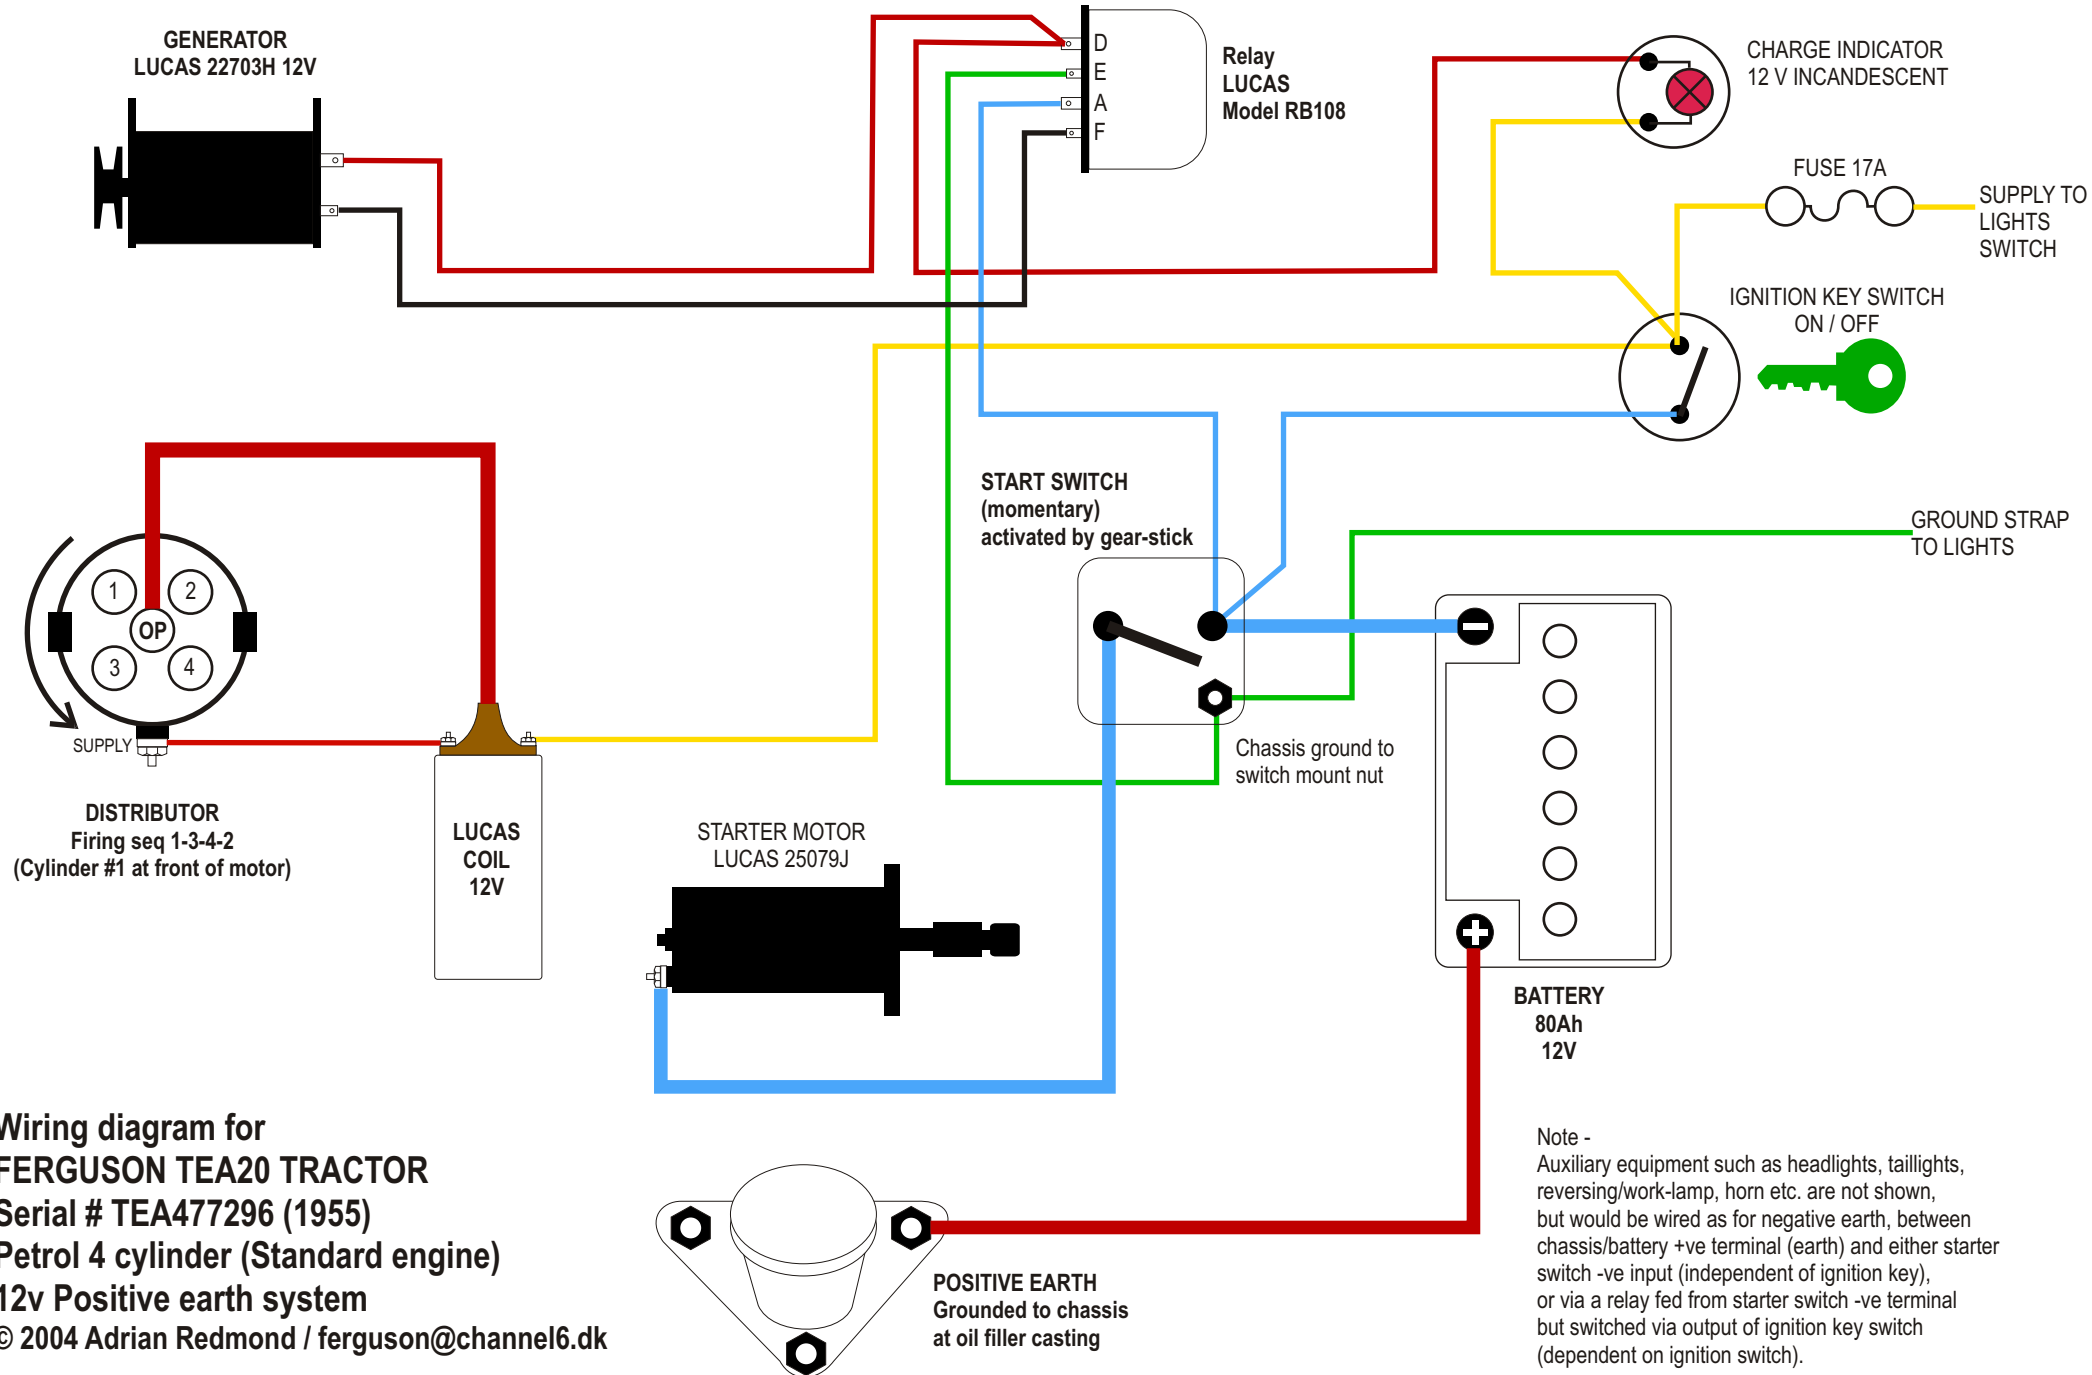 GENERATOR
LUCAS 22703H 12V
D
E
A
F
Relay
LUCAS
Model RB108
CHARGE INDICATOR
12 V INCANDESCENT
FUSE 17A
SUPPLY TO
LIGHTS
SWITCH
IGNITION KEY SWITCH
ON / OFF
START SWITCH
(momentary)
activated by gear-stick
GROUND STRAP
TO LIGHTS
1
2
OP
3
4
SUPPLY
DISTRIBUTOR
Firing seq 1-3-4-2
(Cylinder #1 at front of motor)
LUCAS
COIL
12V
Chassis ground to
switch mount nut
STARTER MOTOR
LUCAS 25079J
BATTERY
80Ah
12V
POSITIVE EARTH
Grounded to chassis
at oil filler casting
Wiring diagram for
FERGUSON TEA20 TRACTOR
Serial # TEA477296 (1955)
Petrol 4 cylinder (Standard engine)
12v Positive earth system
© 2004 Adrian Redmond / ferguson@channel6.dk
Note -
Auxiliary equipment such as headlights, taillights,
reversing/work-lamp, horn etc. are not shown,
but would be wired as for negative earth, between
chassis/battery +ve terminal (earth) and either starter
switch -ve input (independent of ignition key),
or via a relay fed from starter switch -ve terminal
but switched via output of ignition key switch
(dependent on ignition switch).